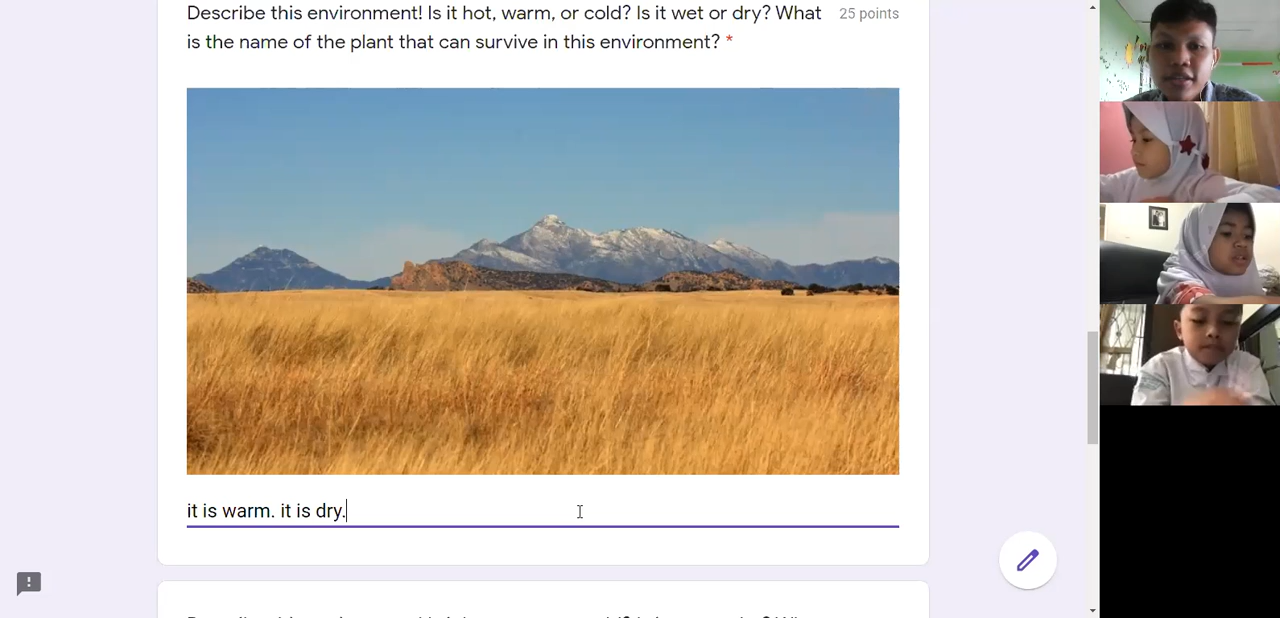 Describe this environment! Is it hot, warm, or cold? Is it wet or dry? What
25 points
is the name of the plant that can survive in this environment? *
it is warm. it is dry.